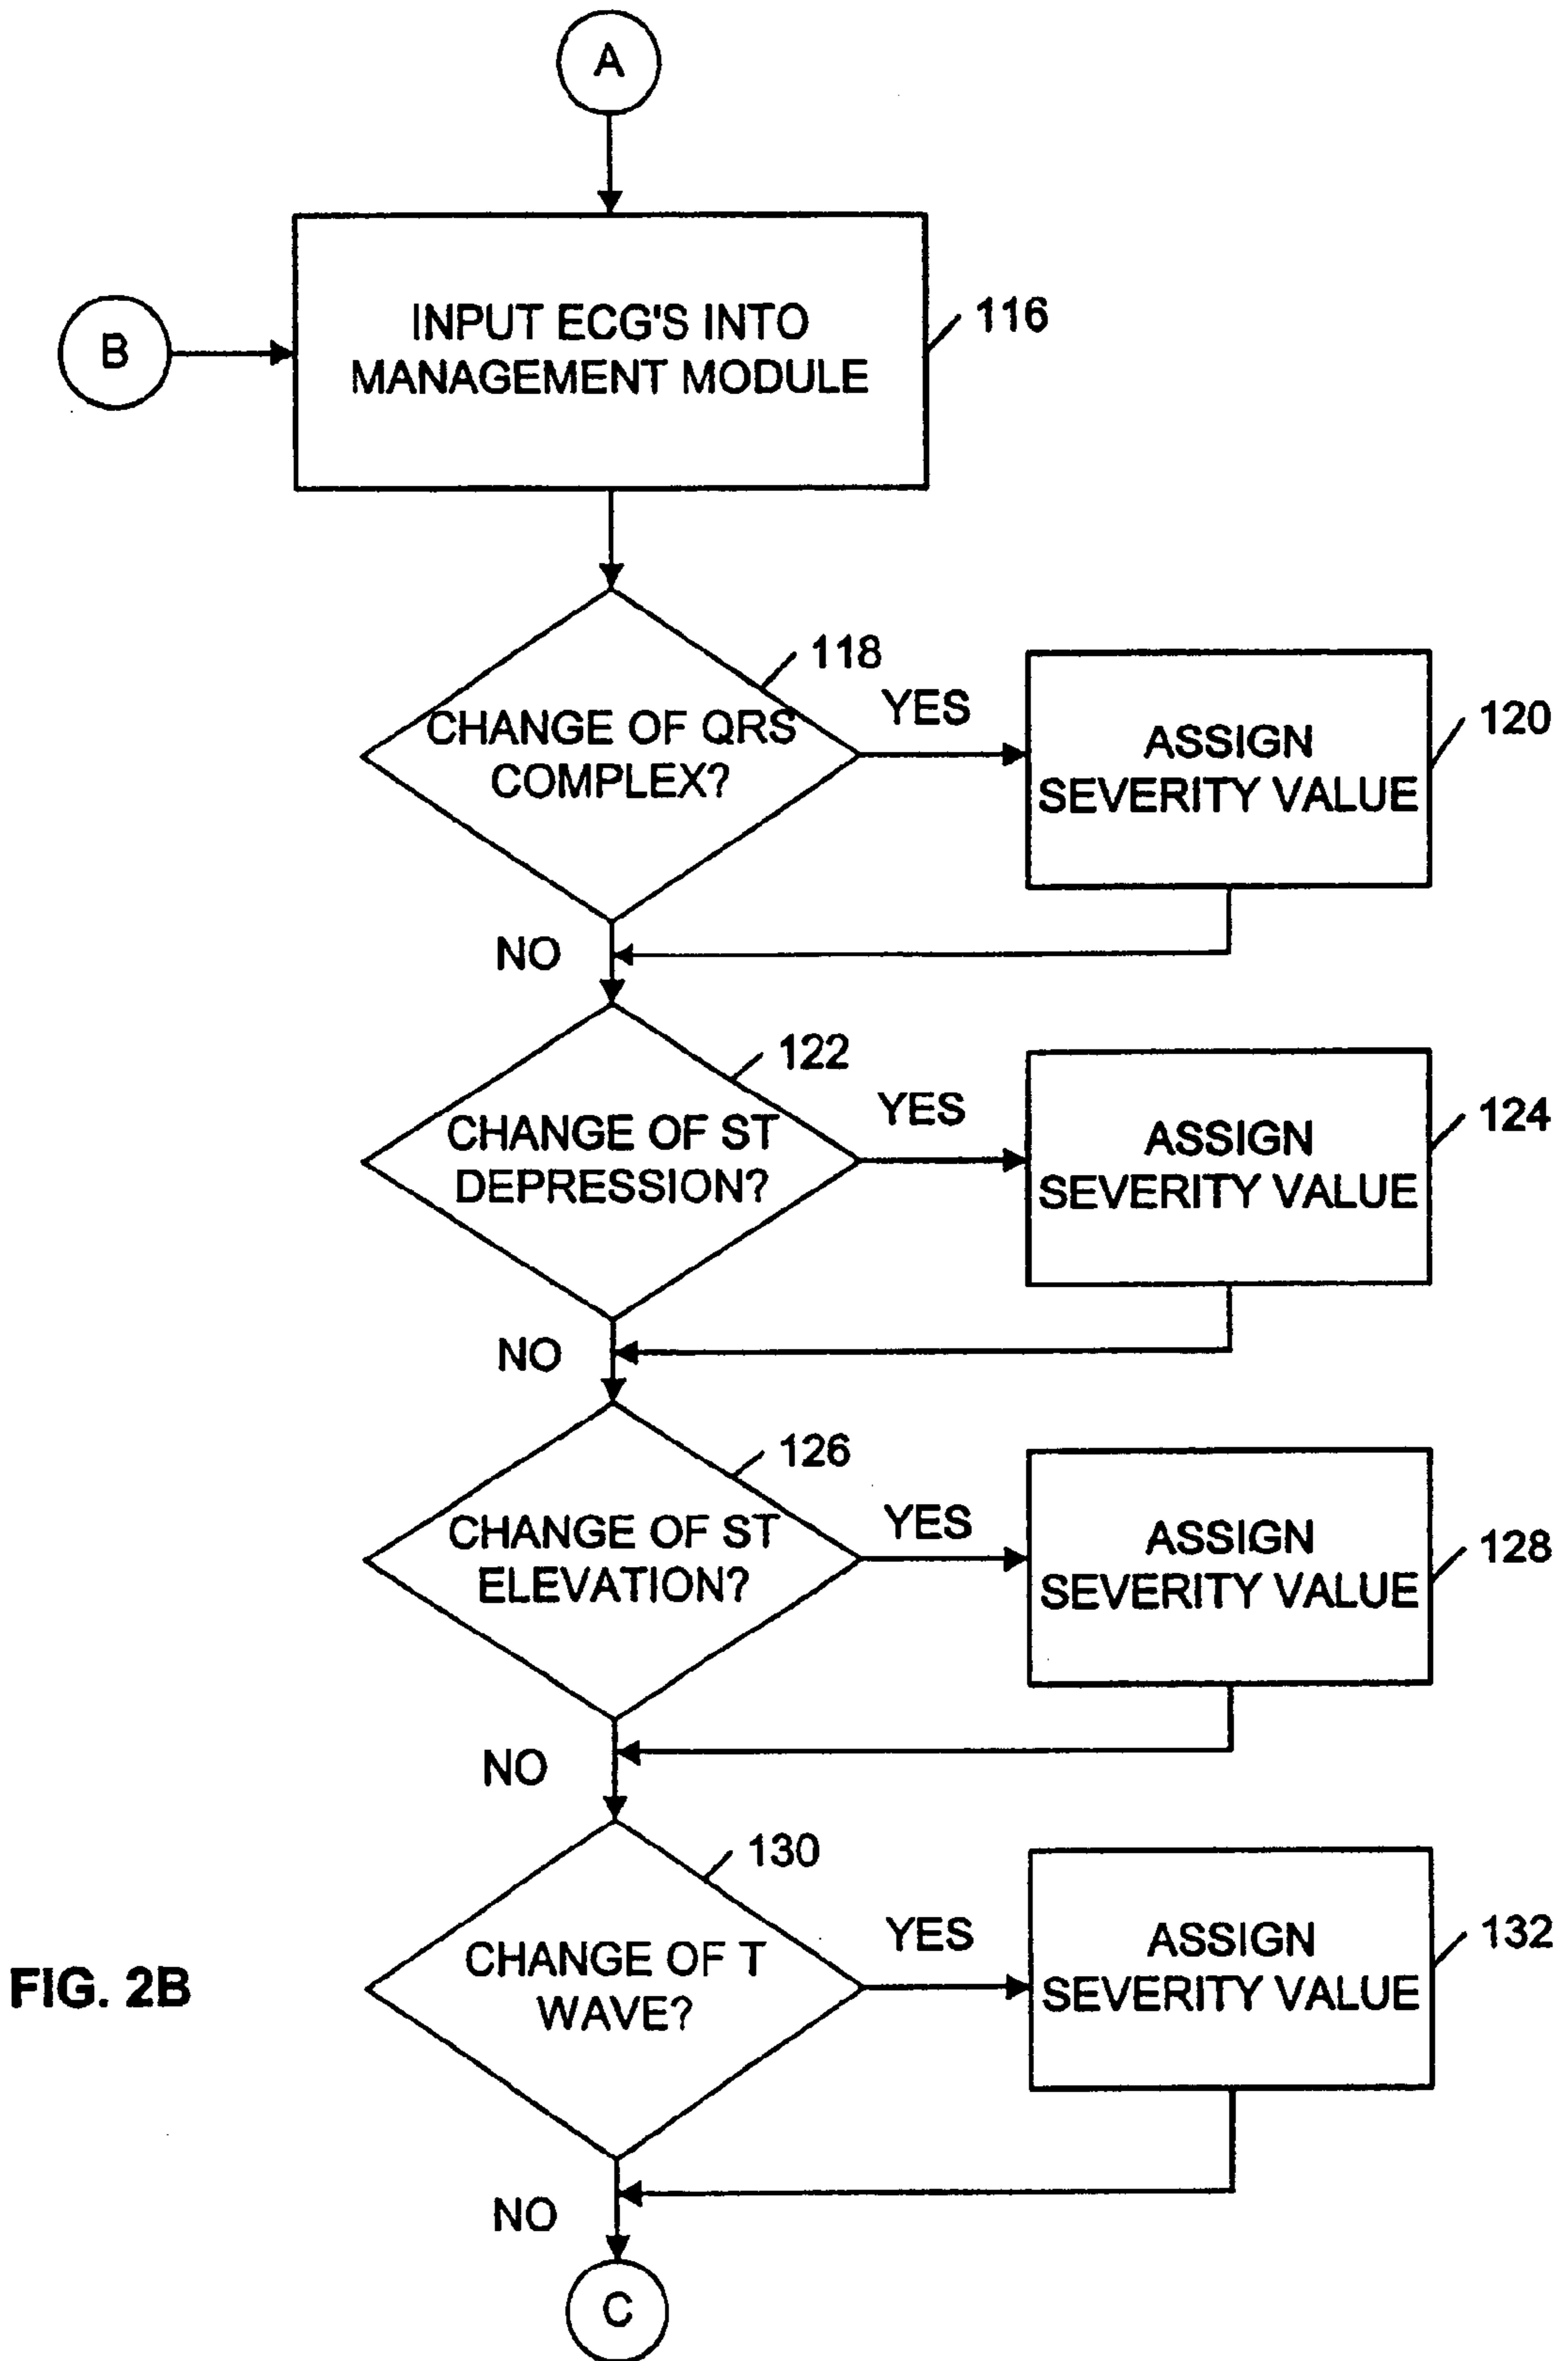 A
B
INPUT ECG'S INTO
MANAGEMENT MODULE
116
118
CHANGE OF QRS
COMPLEX?
YES
ASSIGN
SEVERITY VALUE
120
NO
122
CHANGE OF ST
DEPRESSION?
YES
ASSIGN
SEVERITY VALUE
124
NO
126
CHANGE OF ST
ELEVATION?
YES
ASSIGN
SEVERITY VALUE
128
NO
130
CHANGE OF T
WAVE?
YES
ASSIGN
SEVERITY VALUE
132
FIG. 2B
NO
C